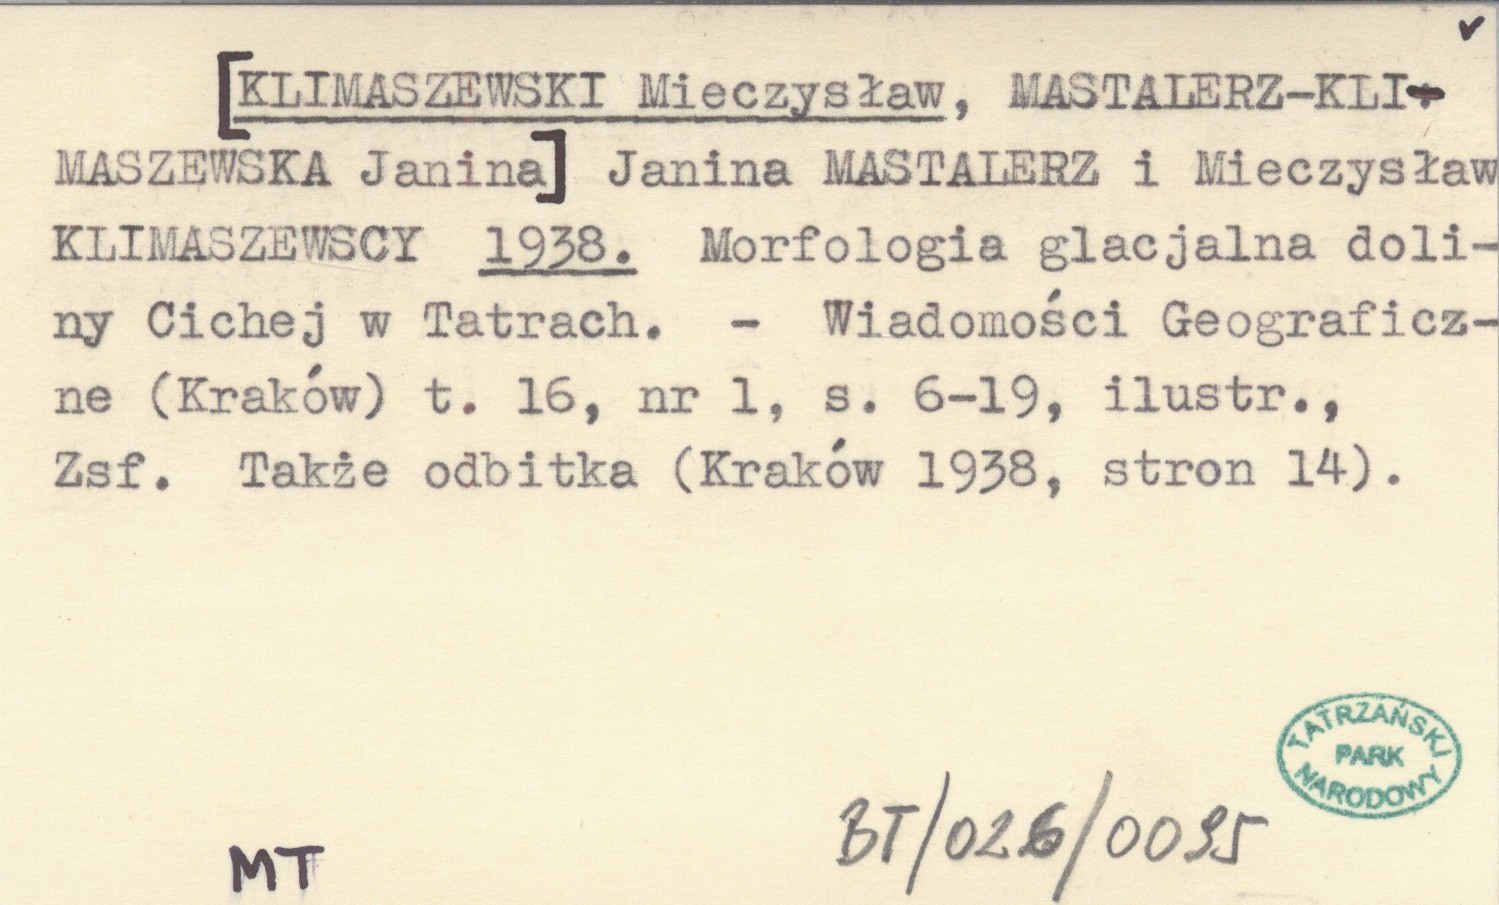 ✓
[KLIMASZEWSKI Mieczysław, MASTALERZ-KLI-
MASZEWSKA Janina] Janina MASTALERZ i Mieczysław
KLIMASZEWSCY 1938. Morfologia glacjalna doli-
ny Cichej w Tatrach. - Wiadomości Geograficz-
ne (Kraków) t. 16, nr 1, s. 6-19, ilustr.,
Zsf. Także odbitka (Kraków 1938, stron 14).
TATRZAŃSKI
PARK
NARODOWY
BT/026/0095
MT